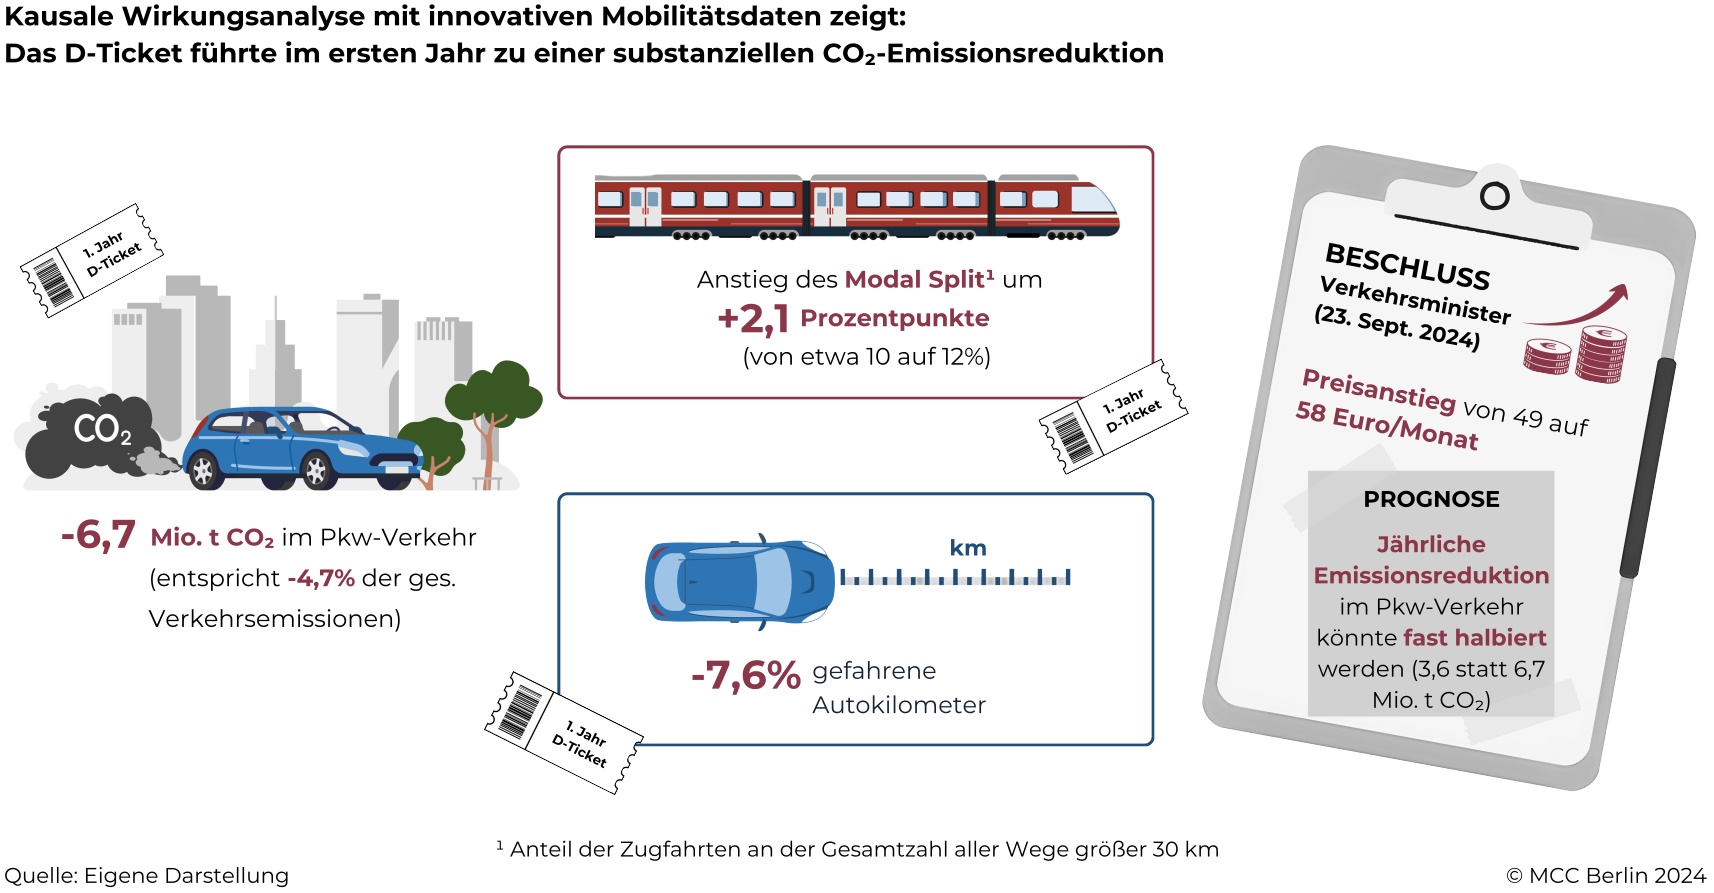 Kausale Wirkungsanalyse mit innovativen Mobilitätsdaten zeigt:
Das D-Ticket führte im ersten Jahr zu einer substanziellen CO₂-Emissionsreduktion
1. Jahr
D-Ticket
CO₂
-6,7 Mio. t CO₂ im Pkw-Verkehr
(entspricht -4,7% der ges.
Verkehrsemissionen)
Anstieg des Modal Split¹ um
+2,1 Prozentpunkte
(von etwa 10 auf 12%)
1. Jahr
D-Ticket
km
-7,6% gefahrene
Autokilometer
1. Jahr
D-Ticket
BESCHLUSS
Verkehrsminister
(23. Sept. 2024)
€
€
Preisanstieg von 49 auf
58 Euro/Monat
PROGNOSE
Jährliche
Emissionsreduktion
im Pkw-Verkehr
könnte fast halbiert
werden (3,6 statt 6,7
Mio. t CO₂)
¹ Anteil der Zugfahrten an der Gesamtzahl aller Wege größer 30 km
Quelle: Eigene Darstellung
© MCC Berlin 2024